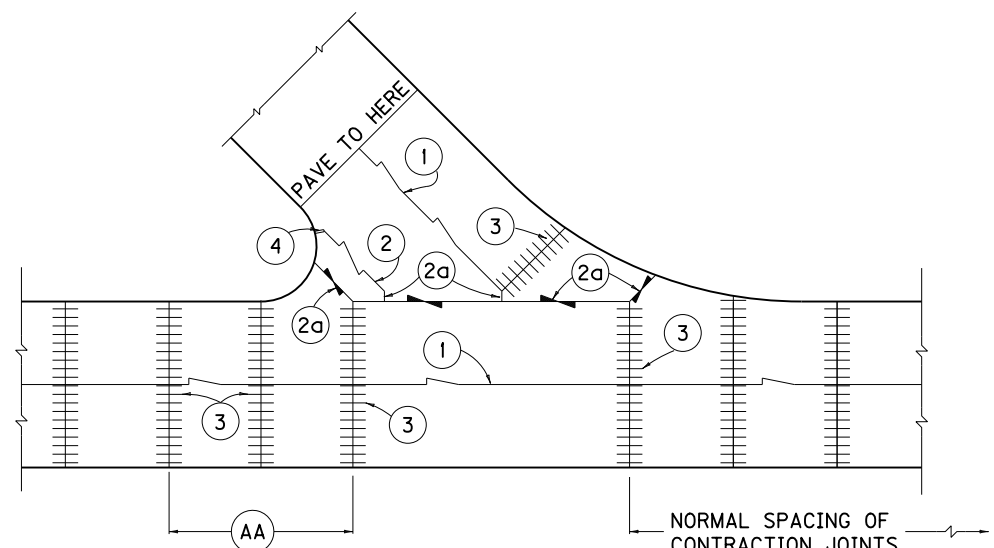 PAVE TO HERE
1
3
4
2
2a
2a
2a
3
1
3
3
AA
NORMAL SPACING OF
CONTRACTION JOINTS